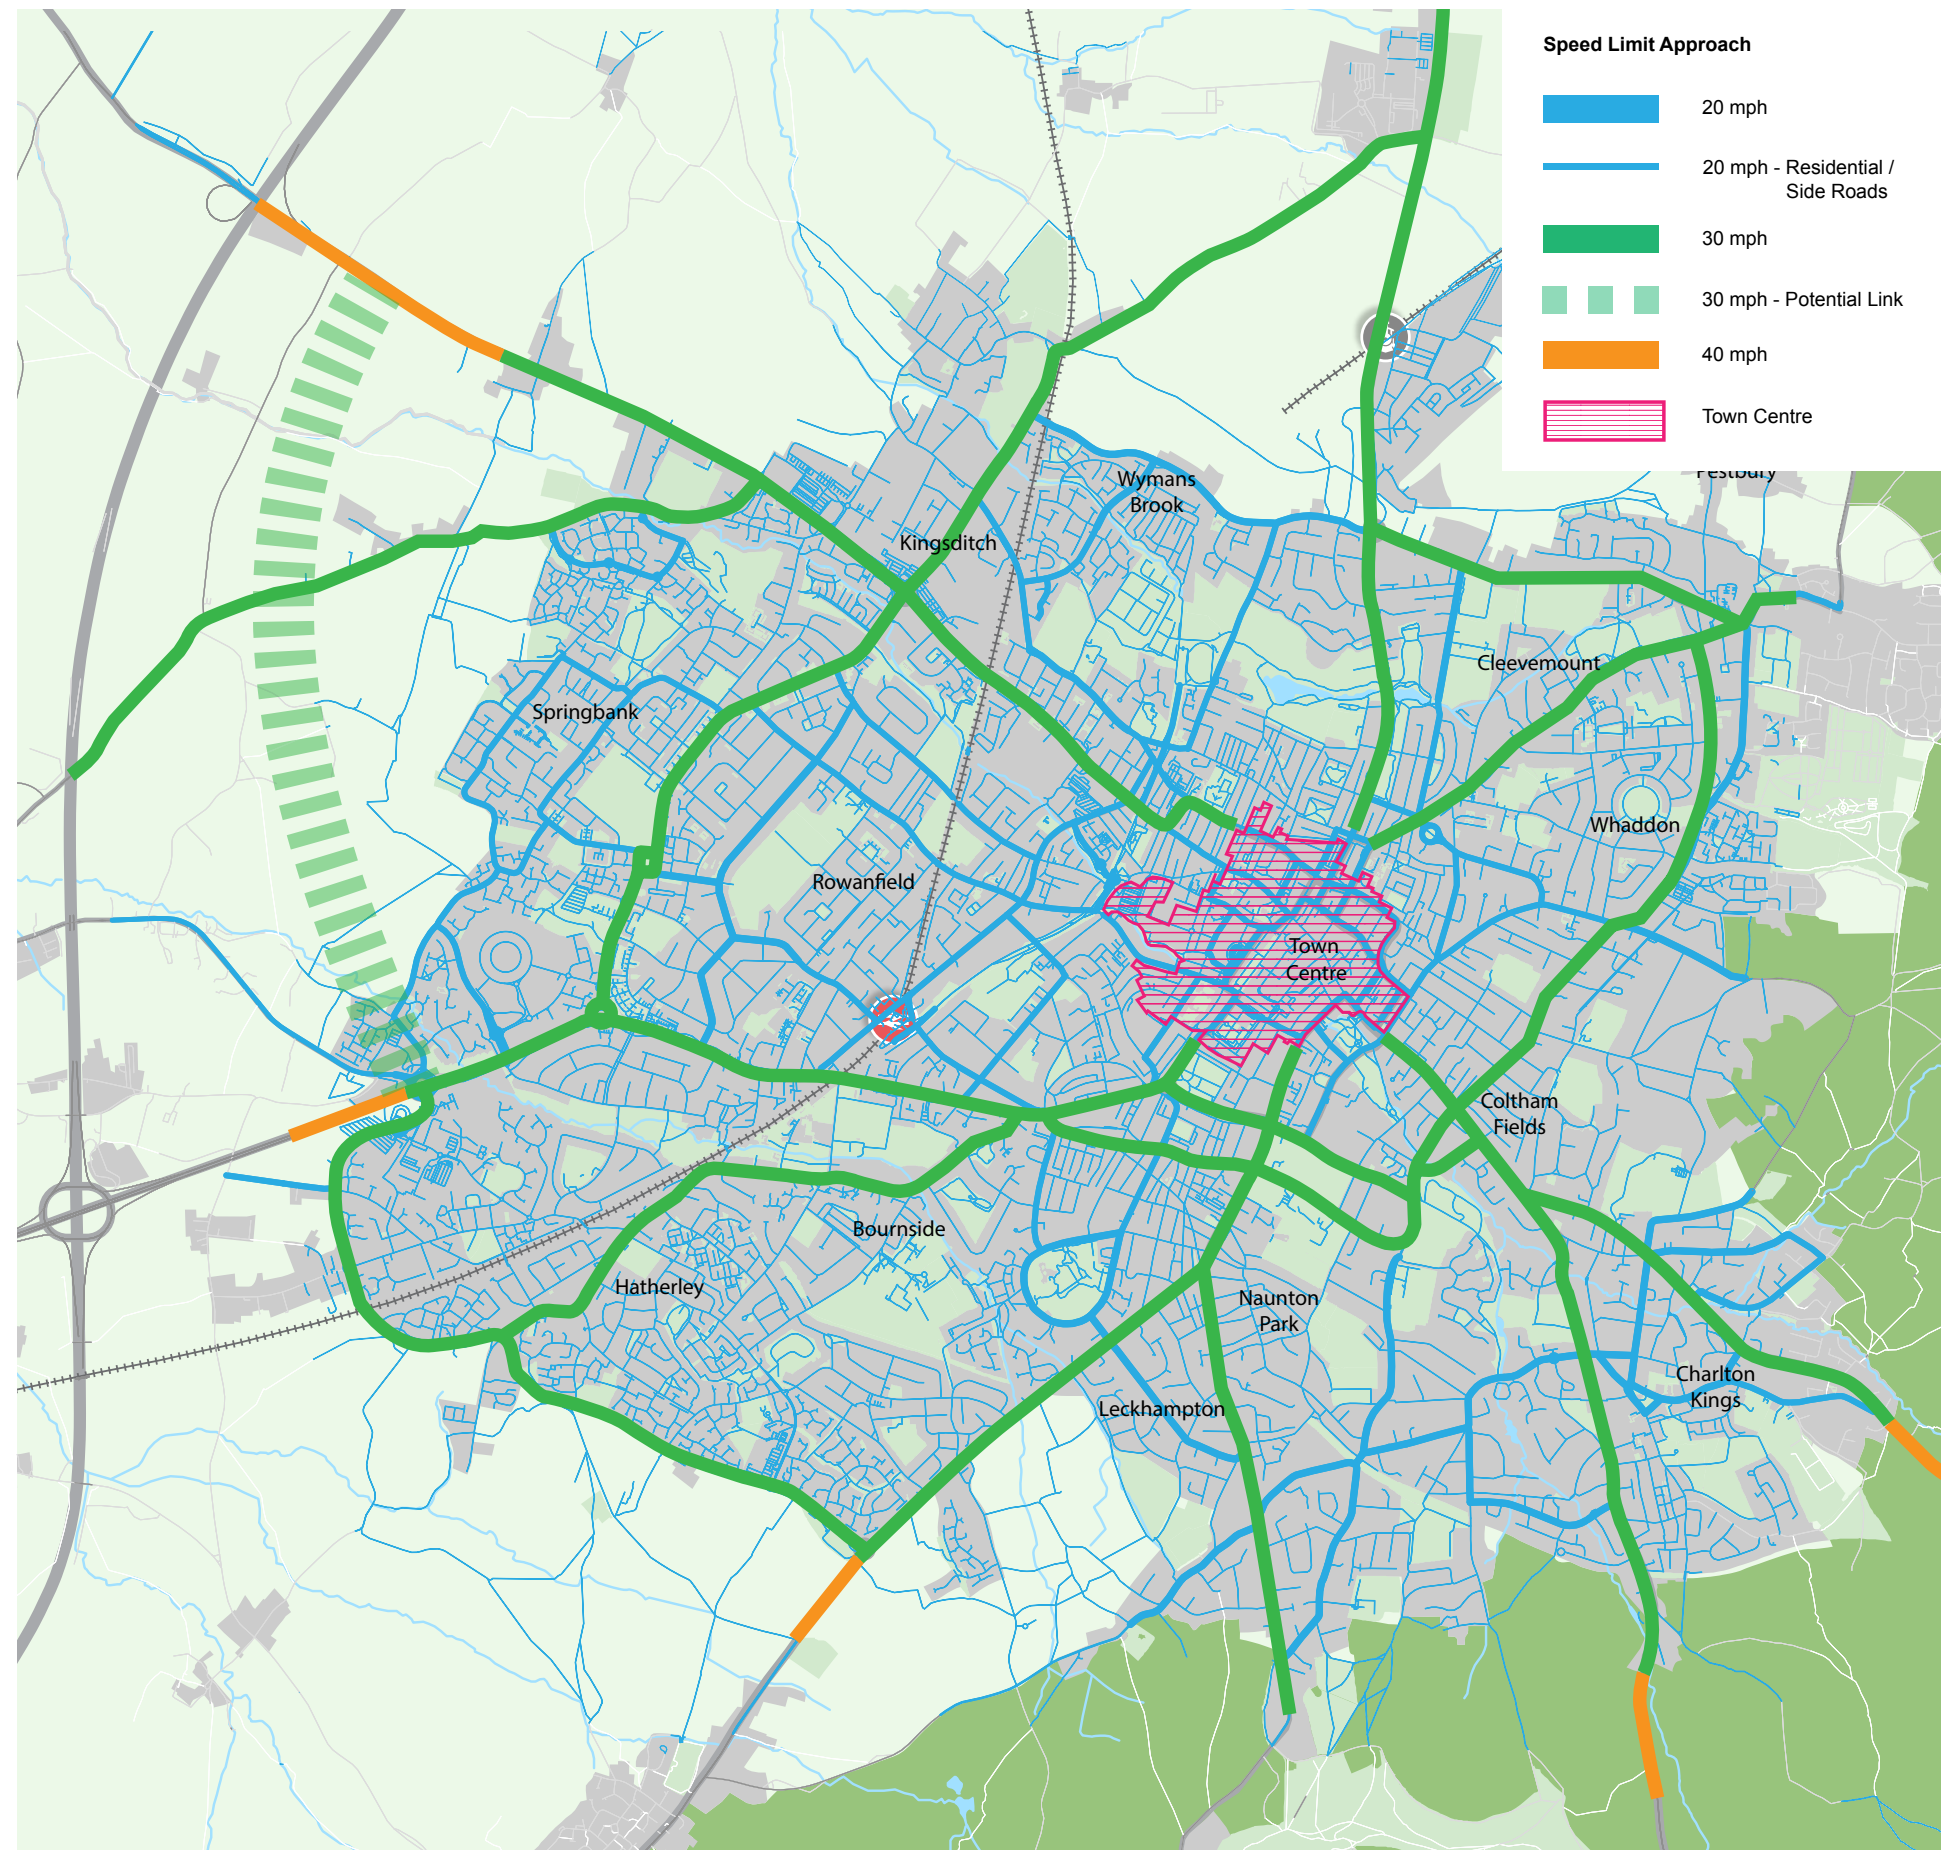 Speed Limit Approach
20 mph
20 mph - Residential /
Side Roads
30 mph
30 mph - Potential Link
40 mph
Town Centre
Wymans
Brook
Kingsditch
Cleevemount
Springbank
Whaddon
Rowanfield
Town
Centre
Coltham
Fields
Bournside
Hatherley
Naunton
Park
Charlton
Kings
Leckhampton